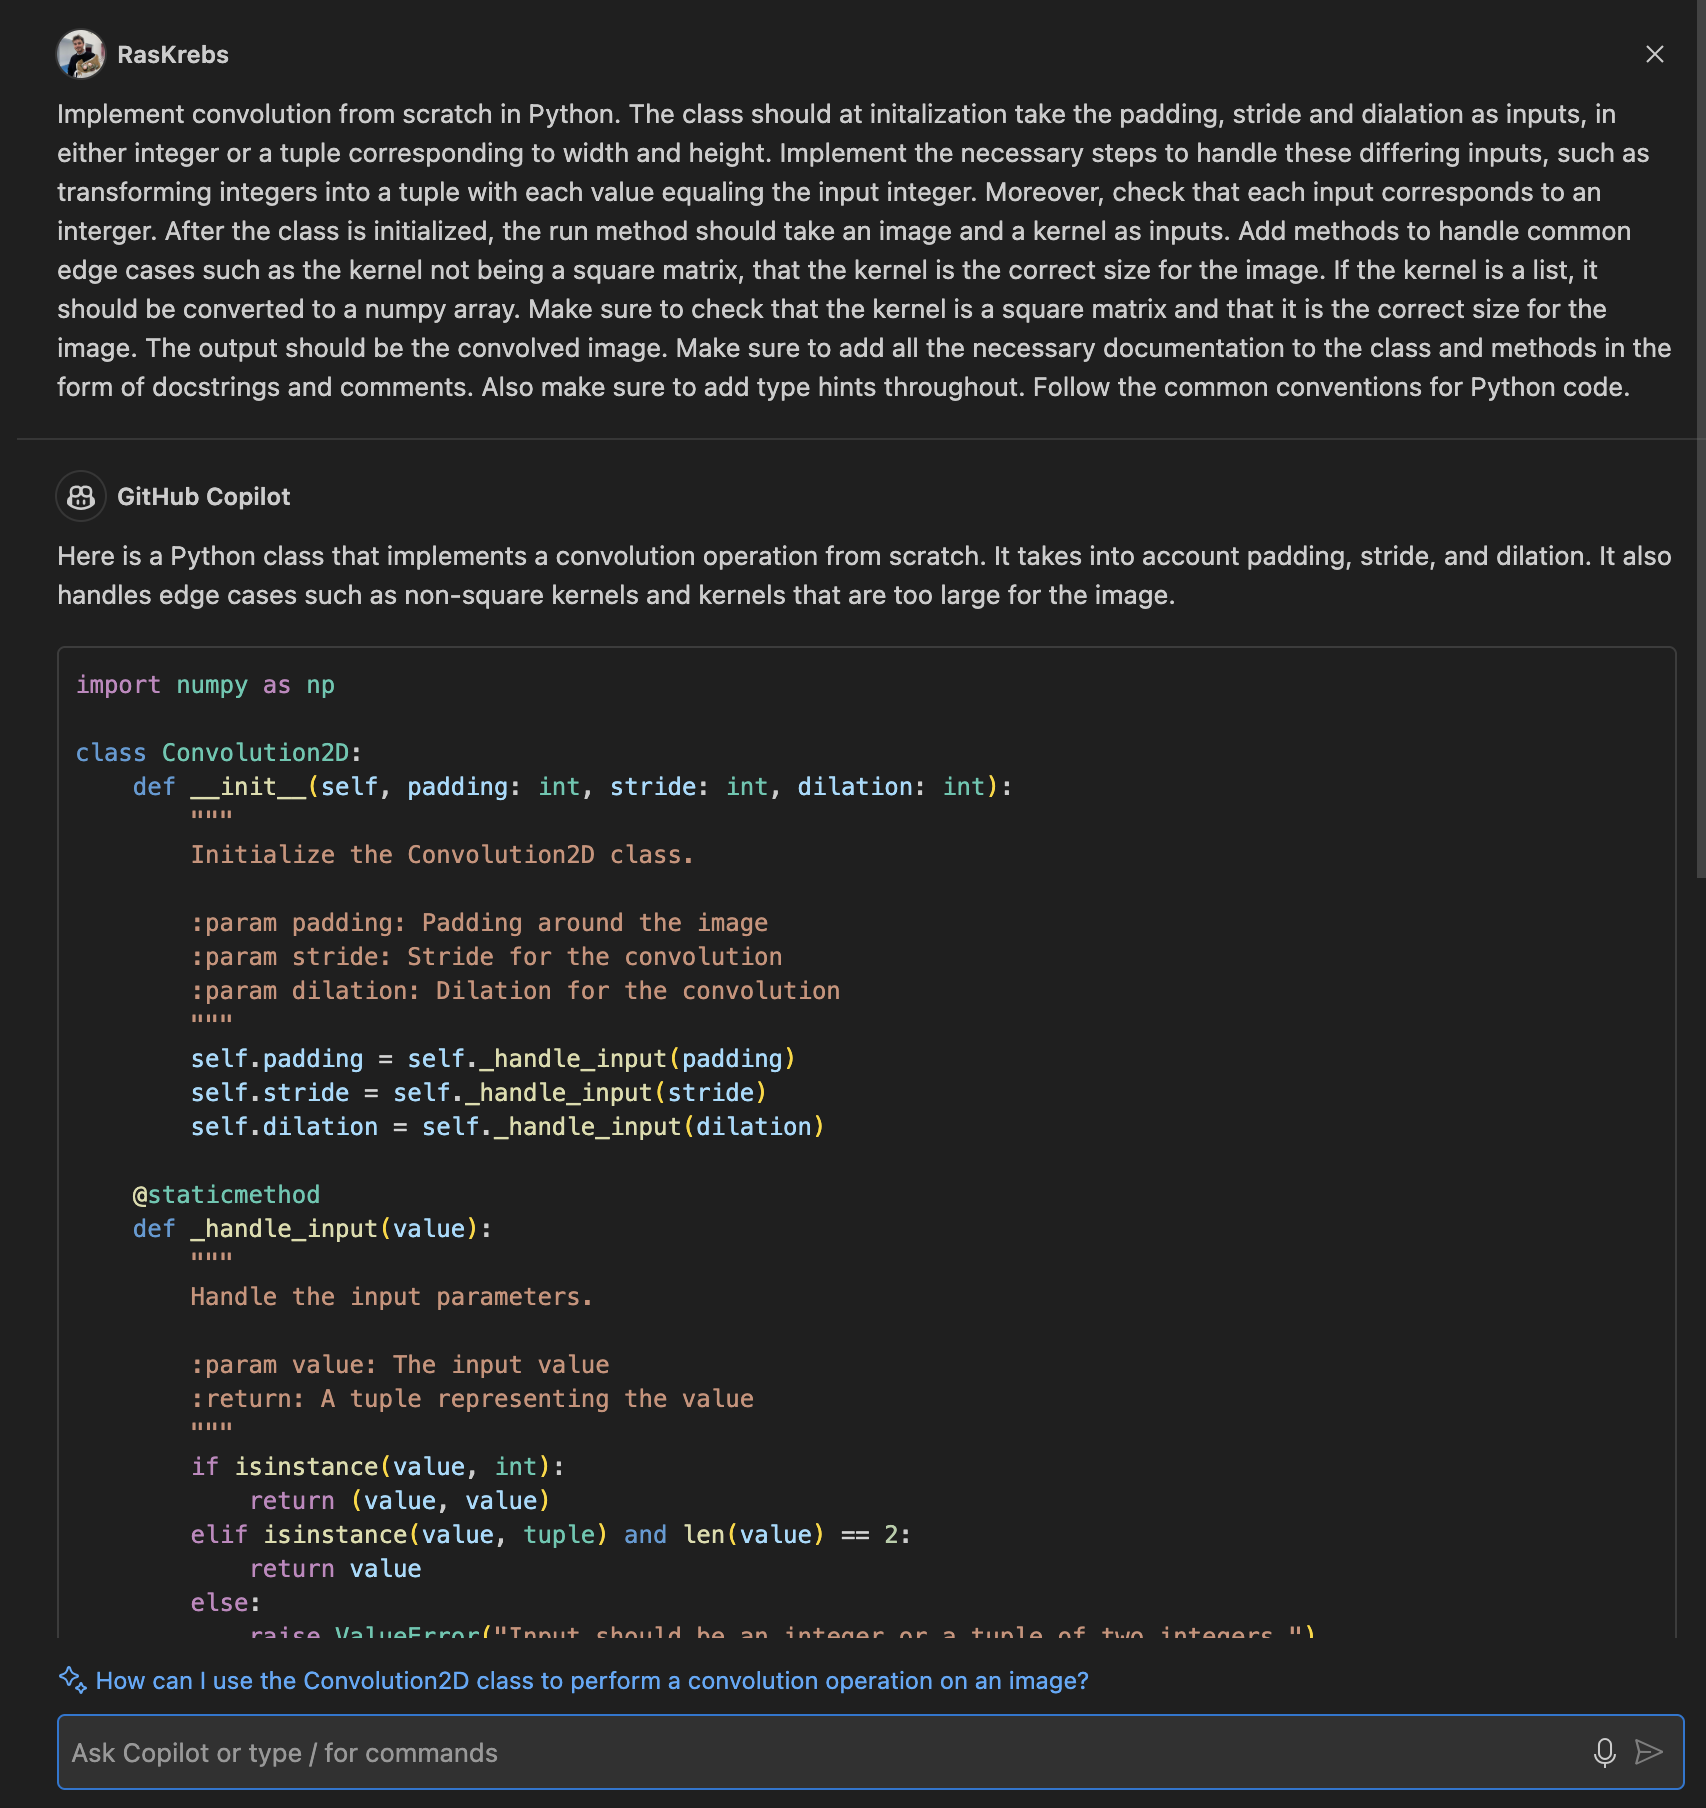 RasKrebs
Implement convolution from scratch in Python. The class should at initalization take the padding, stride and dialation as inputs, in
either integer or a tuple corresponding to width and height. Implement the necessary steps to handle these differing inputs, such as
transforming integers into a tuple with each value equaling the input integer. Moreover, check that each input corresponds to an
interger. After the class is initialized, the run method should take an image and a kernel as inputs. Add methods to handle common
edge cases such as the kernel not being a square matrix, that the kernel is the correct size for the image. If the kernel is a list, it
should be converted to a numpy array. Make sure to check that the kernel is a square matrix and that it is the correct size for the
image. The output should be the convolved image. Make sure to add all the necessary documentation to the class and methods in the
form of docstrings and comments. Also make sure to add type hints throughout. Follow the common conventions for Python code.
GitHub Copilot
Here is a Python class that implements a convolution operation from scratch. It takes into account padding, stride, and dilation. It also
handles edge cases such as non-square kernels and kernels that are too large for the image.
import numpy as np
class Convolution2D:
    def __init__(self, padding: int, stride: int, dilation: int):
        """
        Initialize the Convolution2D class.
        :param padding: Padding around the image
        :param stride: Stride for the convolution
        :param dilation: Dilation for the convolution
        """
        self.padding = self._handle_input(padding)
        self.stride = self._handle_input(stride)
        self.dilation = self._handle_input(dilation)
    @staticmethod
    def _handle_input(value):
        """
        Handle the input parameters.
        :param value: The input value
        :return: A tuple representing the value
        """
        if isinstance(value, int):
            return (value, value)
        elif isinstance(value, tuple) and len(value) == 2:
            return value
        else:
            raise ValueError("Input should be an integer or a tuple of two integers.")
How can I use the Convolution2D class to perform a convolution operation on an image?
Ask Copilot or type / for commands